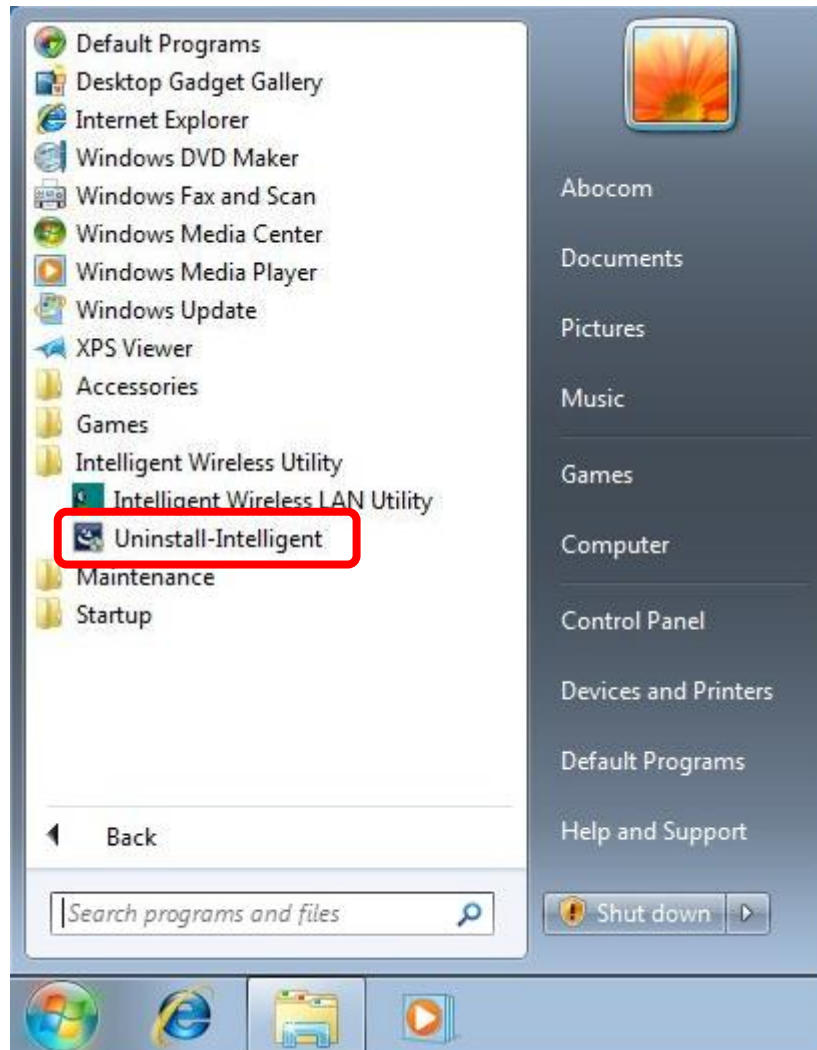 Default Programs
Desktop Gadget Gallery
Internet Explorer
Windows DVD Maker
Windows Fax and Scan
Windows Media Center
Windows Media Player
Windows Update
XPS Viewer
Accessories
Games
Intelligent Wireless Utility
Intelligent Wireless LAN Utility
Uninstall-Intelligent
Maintenance
Startup
Back
Search programs and files
Abocom
Documents
Pictures
Music
Games
Computer
Control Panel
Devices and Printers
Default Programs
Help and Support
Shut down